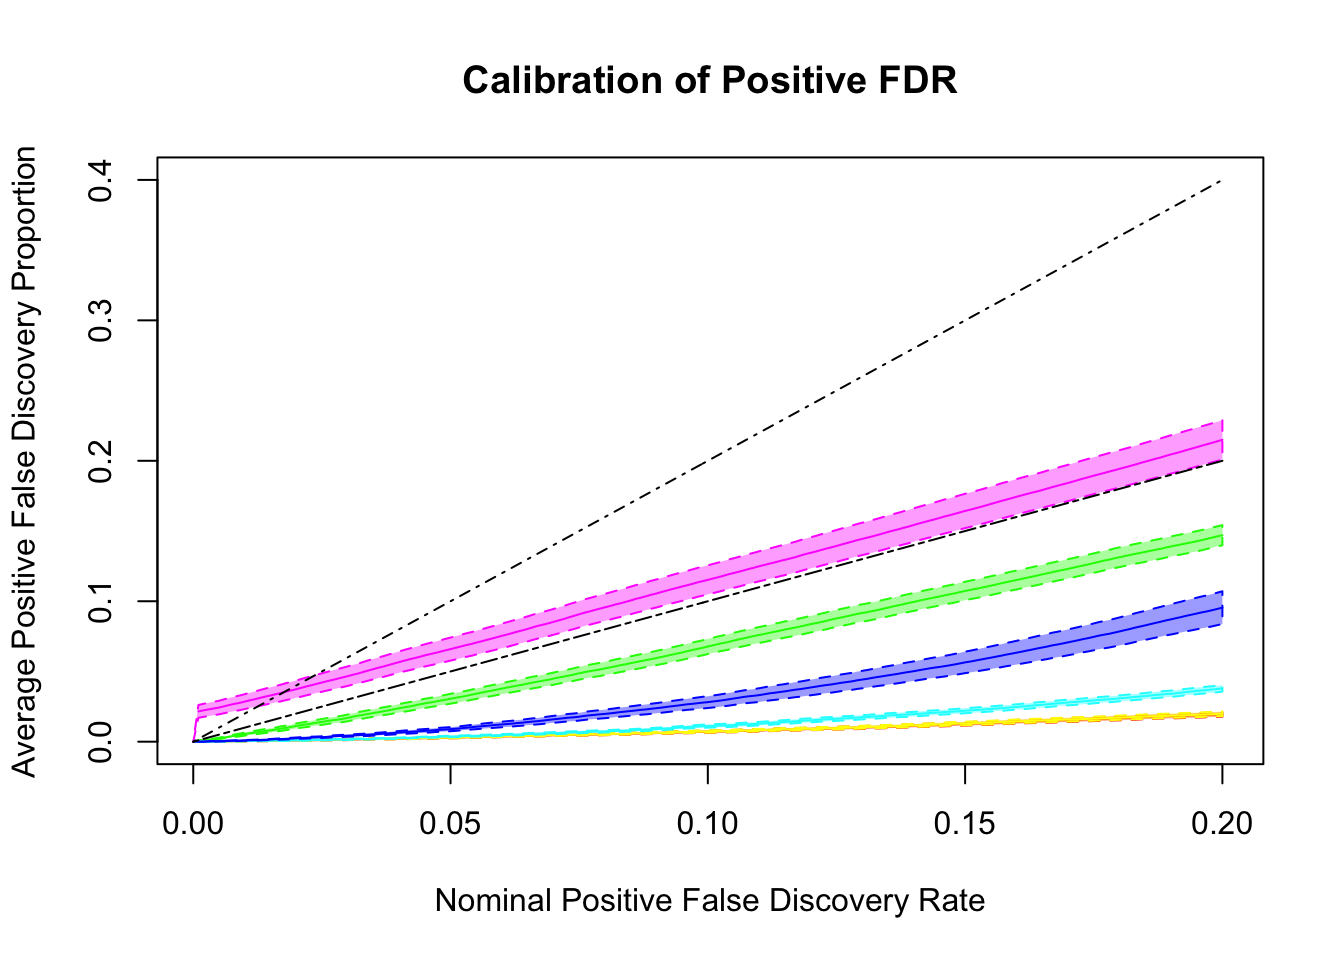 Calibration of Positive FDR
Average Positive False Discovery Proportion
0.4
0.3
0.2
0.1
0.0
0.00 0.05 0.10 0.15 0.20
Nominal Positive False Discovery Rate